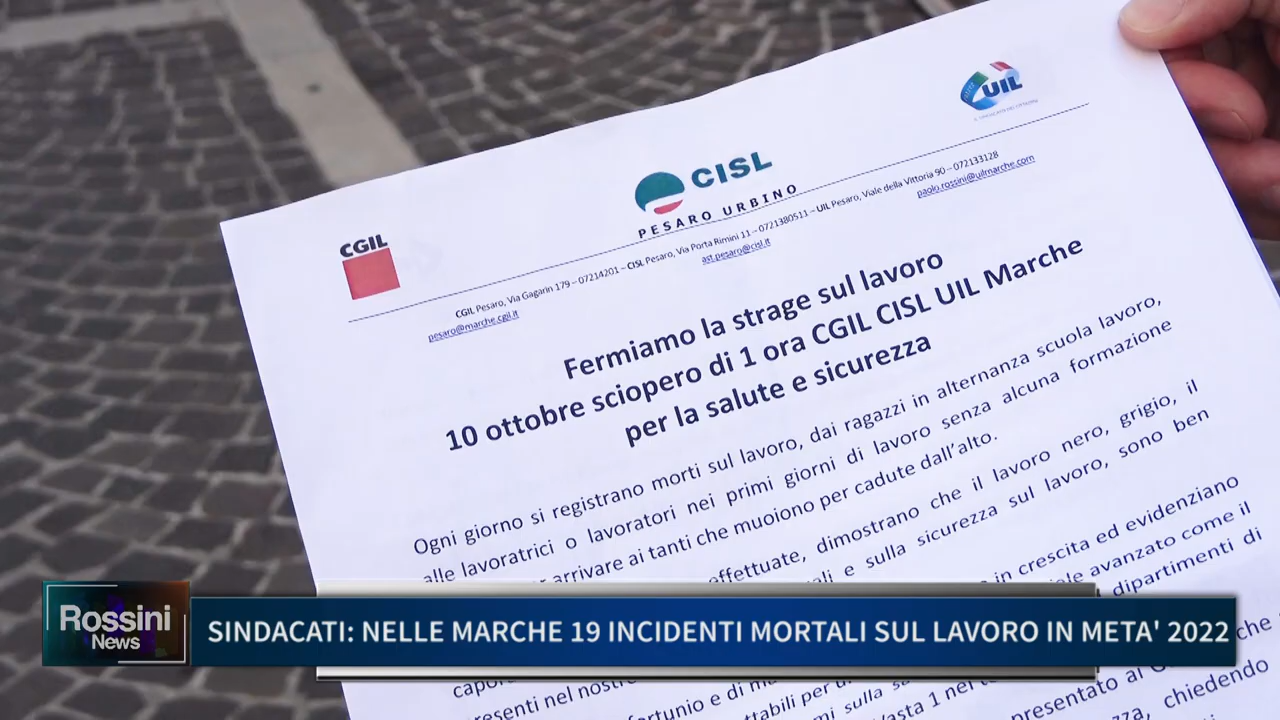 UIL
CISL
PESARO URBINO
CGIL
CGIL Pesaro, Via Gagarin 179 – 07214201 – CISL Pesaro, Via Porta Rimini 11 – 0721380511 – UIL Pesaro, Viale della Vittoria 90 – 072133128
pesaro@marche.cgil.it ast.pesaro@cisl.it paolo.rossini@uilmarche.com
Fermiamo la strage sul lavoro
10 ottobre sciopero di 1 ora CGIL CISL UIL Marche
per la salute e sicurezza
Ogni giorno si registrano morti sul lavoro, dai ragazzi in alternanza scuola lavoro,
alle lavoratrici o lavoratori nei primi giorni di lavoro senza alcuna formazione
arrivare ai tanti che muoiono per cadute dall'alto.
effettuate, dimostrano che il lavoro nero, grigio, il
e sulla sicurezza sul lavoro, sono ben
in crescita ed evidenziano
avanzato come il
dipartimenti di
che
presentato al
chiedendo
Rossini
News
SINDACATI: NELLE MARCHE 19 INCIDENTI MORTALI SUL LAVORO IN META' 2022